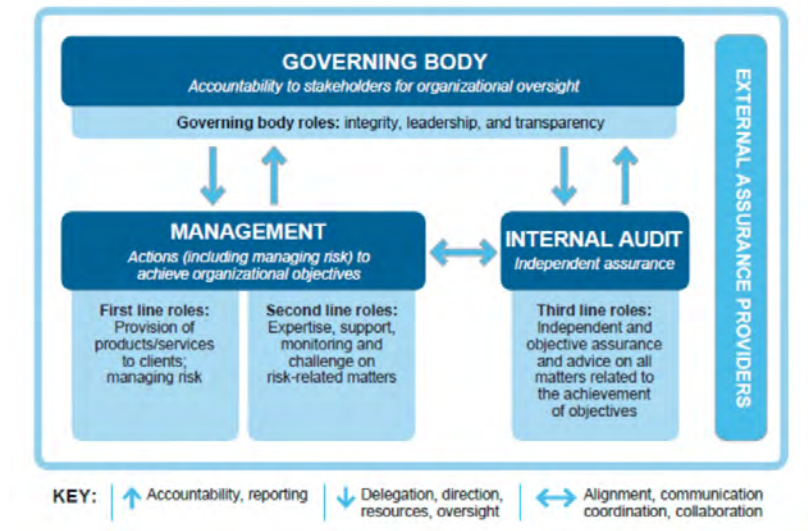 GOVERNING BODY
Accountability to stakeholders for organizational oversight
Governing body roles: integrity, leadership, and transparency
MANAGEMENT
Actions (including managing risk) to
achieve organizational objectives
INTERNAL AUDIT
Independent assurance
First line roles:
Provision of
products/services
to clients;
managing risk
Second line roles:
Expertise, support,
monitoring and
challenge on
risk-related matters
Third line roles:
Independent and
objective assurance
and advice on all
matters related to
the achievement
of objectives
EXTERNAL ASSURANCE PROVIDERS
KEY:
Accountability, reporting
Delegation, direction,
resources, oversight
Alignment, communication
coordination, collaboration